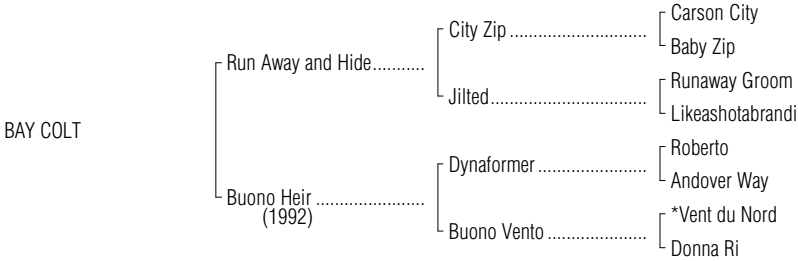 Carson City
City Zip ..............................
Baby Zip
Run Away and Hide...........
Runaway Groom
Jilted..................................
Likeashotabrandi
BAY COLT
Roberto
Dynaformer ........................
Andover Way
Buono Heir .......................
(1992)
*Vent du Nord
Buono Vento ......................
Donna Ri